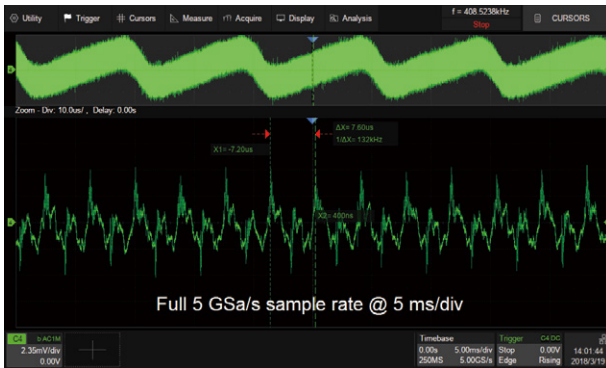 Utility Trigger Cursors Measure Acquire Display Analysis f = 408.5238kHz Stop CURSORS
Zoom - Div: 10.0us/ , Delay: 0.00s
ΔX= 7.60us
1/ΔX= 132kHz
X1= -7.20us
X2= 480ns
Full 5 GSa/s sample rate @ 5 ms/div
C4 b:AC1M Timebase Trigger C4:DC
2.35mV/div 0.00s 5.00ms/div Stop 0.00V 14:01:44
0.00V 250MS 5.00GS/s Edge Rising 2018/3/19